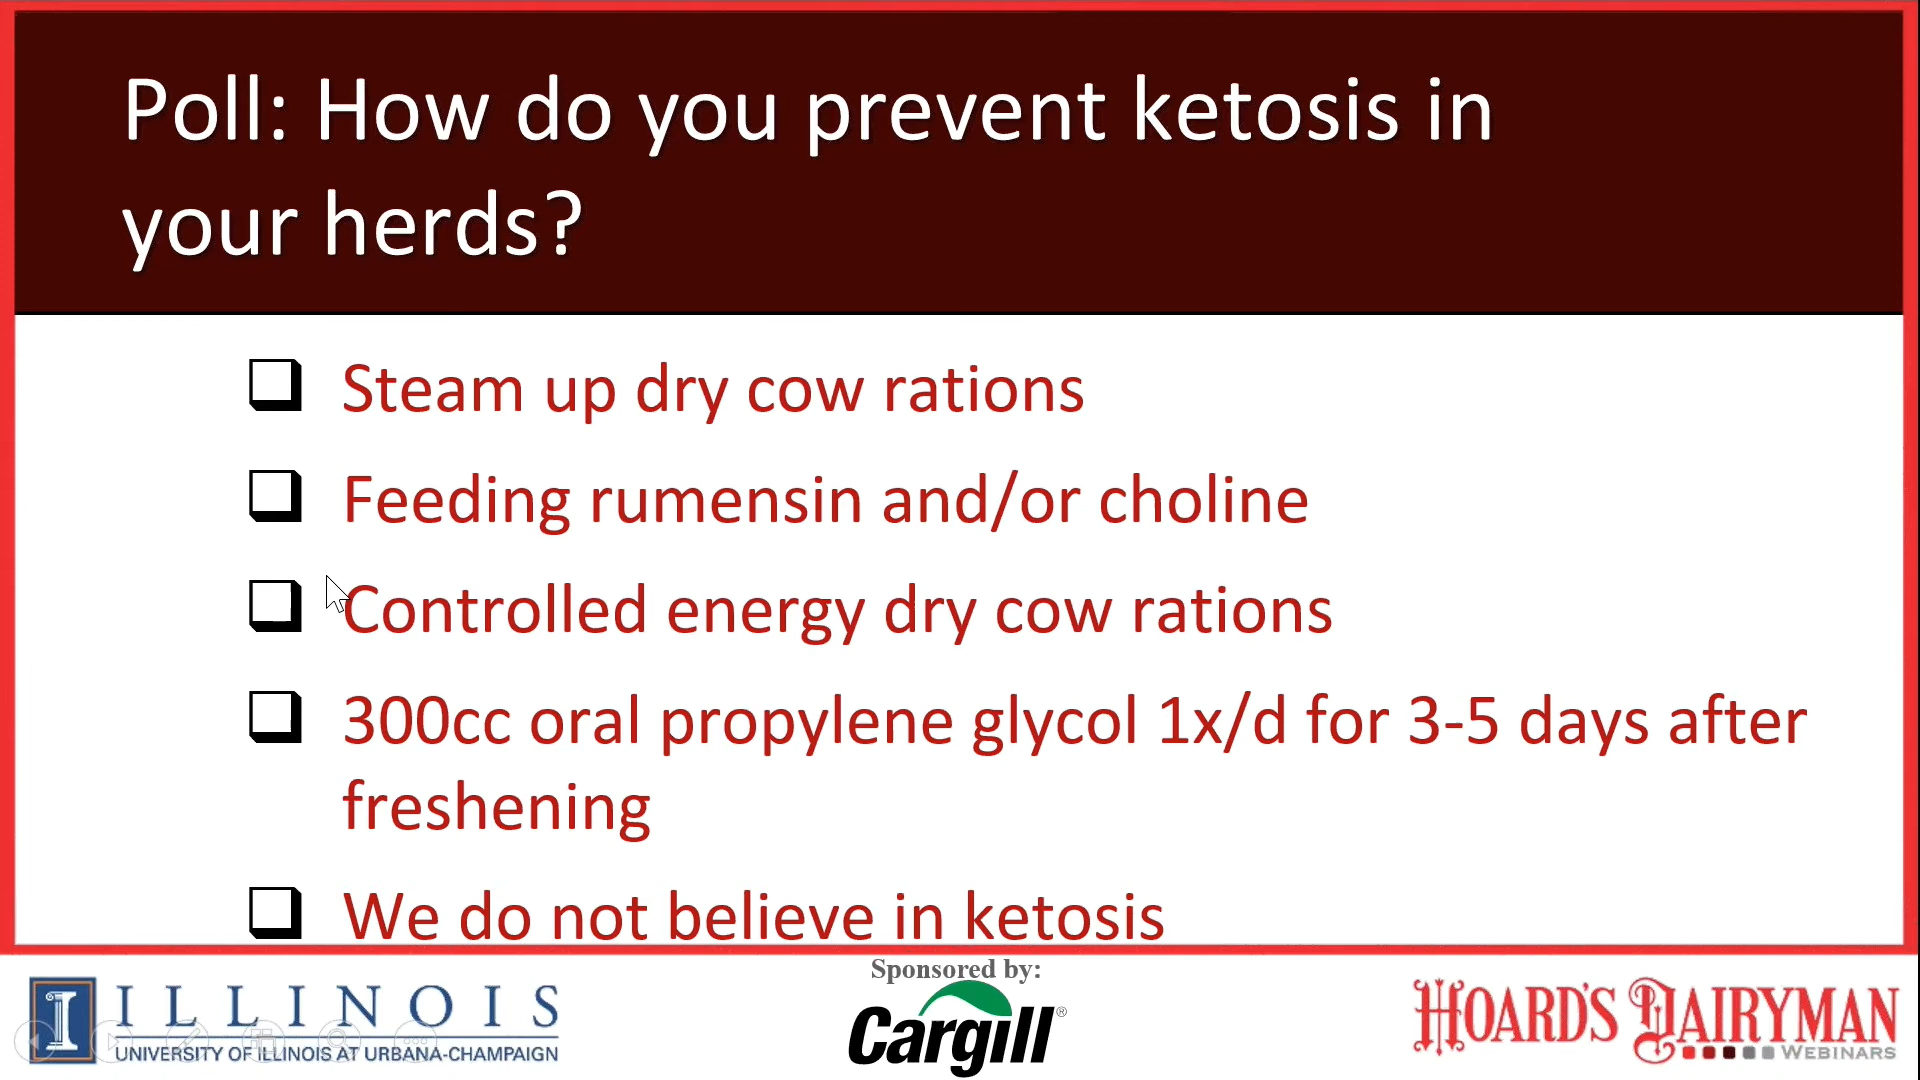 Poll: How do you prevent ketosis in
your herds?
Steam up dry cow rations
Feeding rumensin and/or choline
Controlled energy dry cow rations
300cc oral propylene glycol 1x/d for 3-5 days after
freshening
We do not believe in ketosis
Sponsored by:
I ILLINOIS
UNIVERSITY OF ILLINOIS AT URBANA-CHAMPAIGN
Cargill®
HOARD'S DAIRYMAN
WEBINARS